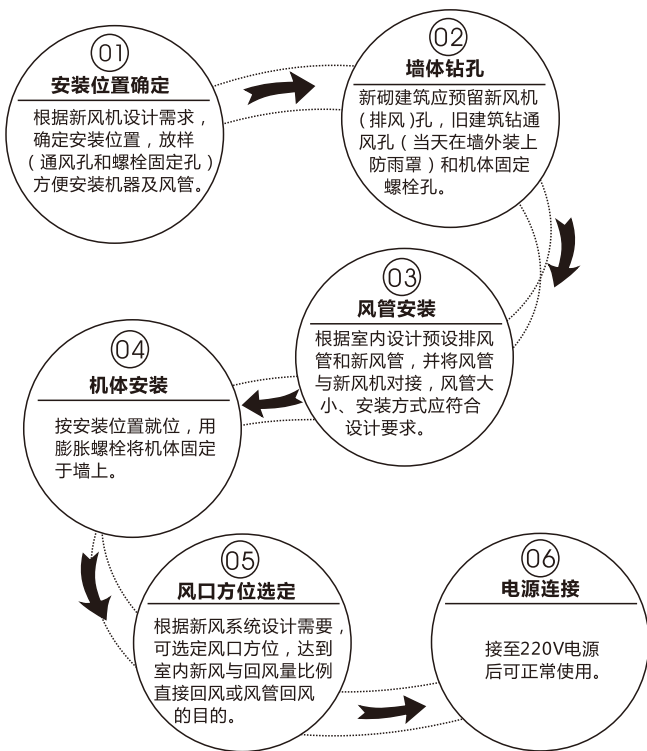 01
安装位置确定
根据新风机设计需求，
确定安装位置，放样
（通风孔和螺栓固定孔）
方便安装机器及风管。
02
墙体钻孔
新砌建筑应预留新风机
（排风）孔，旧建筑钻通
风孔（当天在墙外装上
防雨罩）和机体固定
螺栓孔。
03
风管安装
根据室内设计预设排风
管和新风管，并将风管
与新风机对接，风管大
小、安装方式应符合
设计要求。
04
机体安装
按安装位置就位，用
膨胀螺栓将机体固定
于墙上。
05
风口方位选定
根据新风系统设计需要，
可选定风口方位，达到
室内新风与回风量比例
直接回风或风管回风
的目的。
06
电源连接
接至220V电源
后可正常使用。